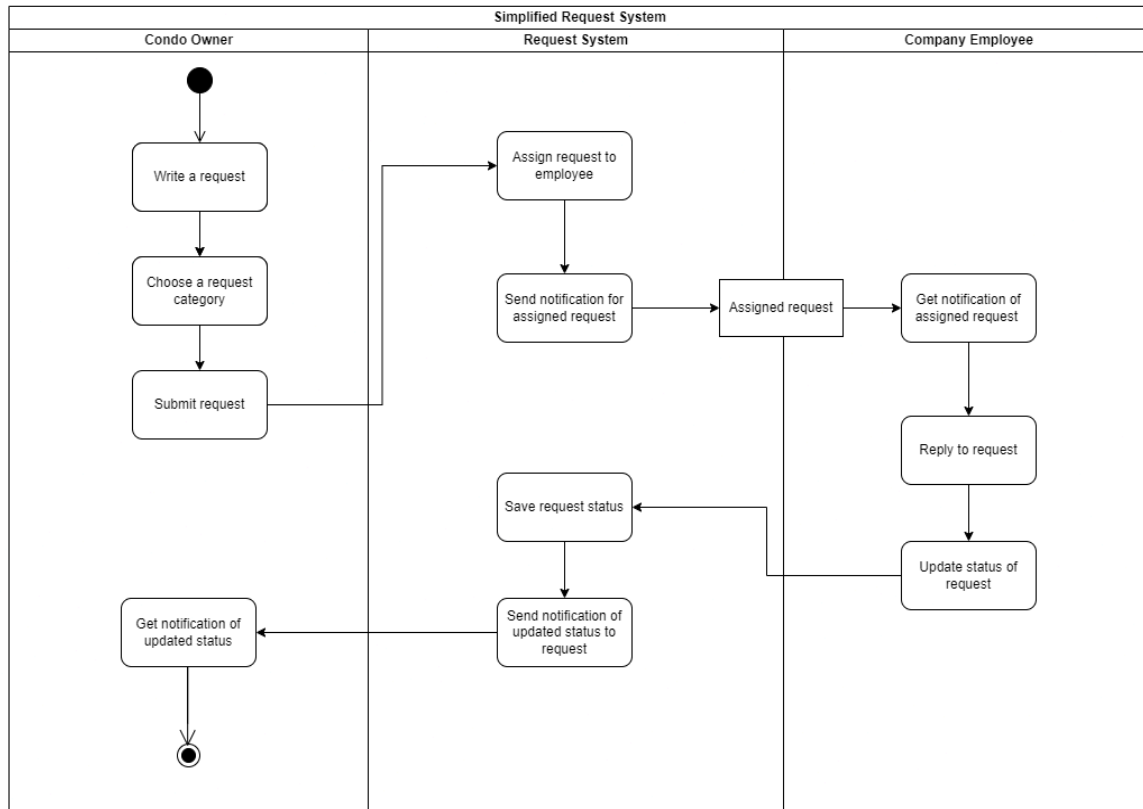 Simplified Request System
Condo Owner
Request System
Company Employee
Write a request
Choose a request
category
Submit request
Assign request to
employee
Send notification for
assigned request
Assigned request
Get notification of
assigned request
Reply to request
Update status of
request
Save request status
Send notification of
updated status to
request
Get notification of
updated status